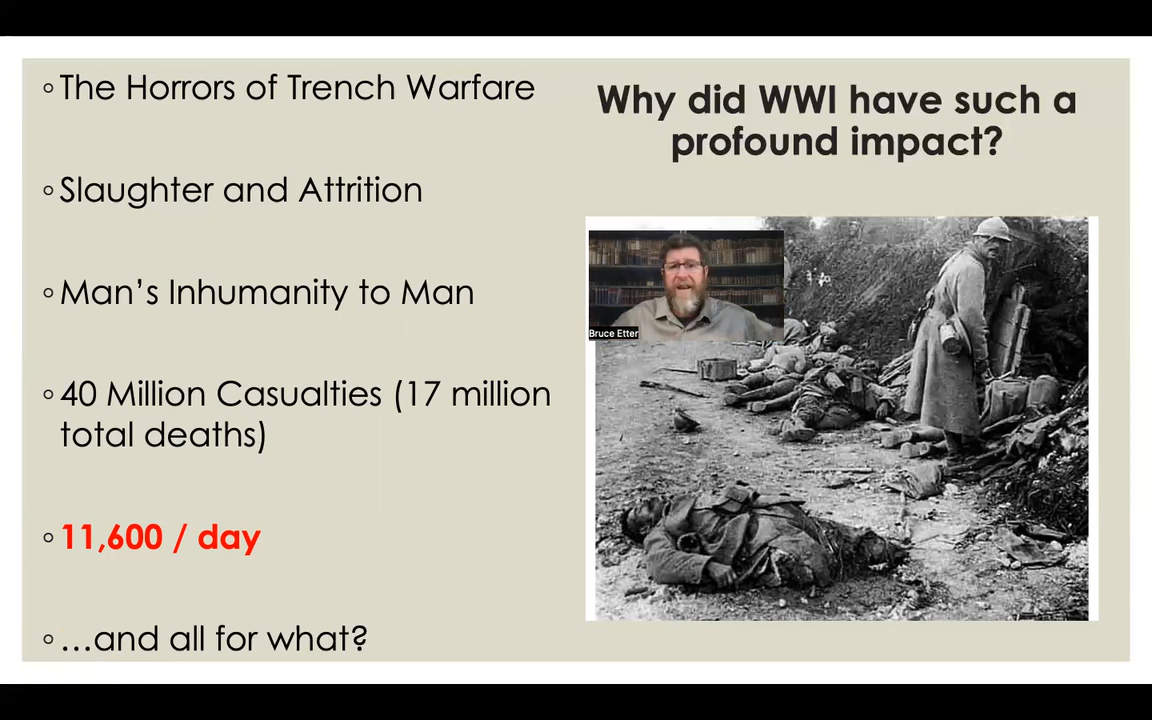 ◦The Horrors of Trench Warfare
◦Slaughter and Attrition
◦Man's Inhumanity to Man
◦40 Million Casualties (17 million
total deaths)
◦11,600 / day
◦…and all for what?
Why did WWI have such a
profound impact?
Bruce Etter